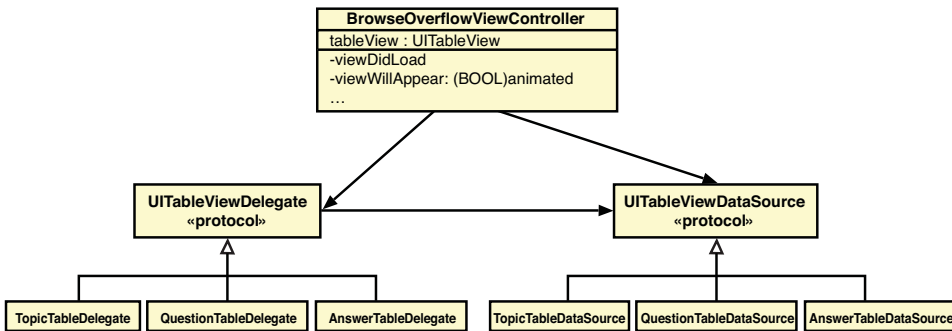 BrowseOverflowViewController
tableView : UITableView
-viewDidLoad
-viewWillAppear: (BOOL)animated
…
UITableViewDelegate
«protocol»
UITableViewDataSource
«protocol»
TopicTableDelegate
QuestionTableDelegate
AnswerTableDelegate
TopicTableDataSource
QuestionTableDataSource
AnswerTableDataSource